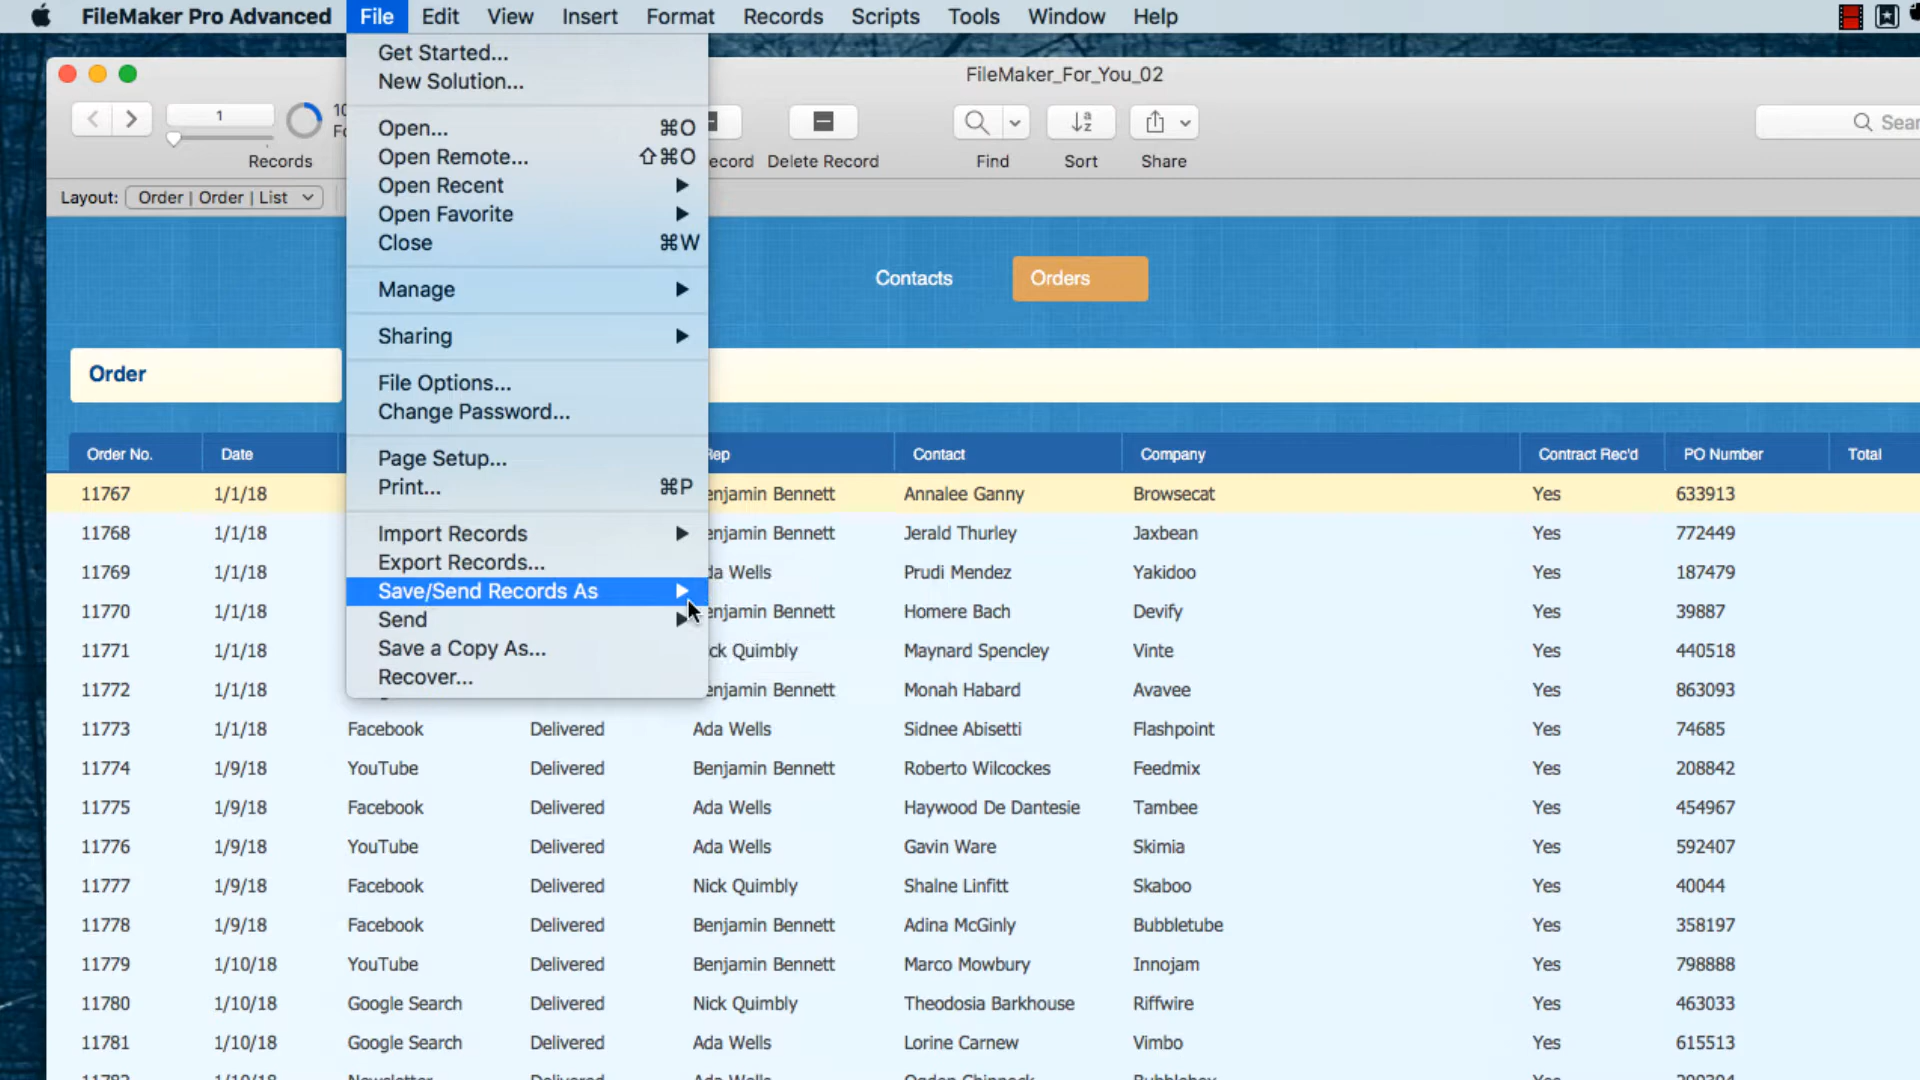 FileMaker Pro Advanced File Edit View Insert Format Records Scripts Tools Window Help
Get Started...
New Solution...
Open... ⌘O
Open Remote... ⇧⌘O
Open Recent
Open Favorite
Close ⌘W
Manage
Sharing
File Options...
Change Password...
Page Setup...
Print... ⌘P
Import Records
Export Records...
Save/Send Records As
Send
Save a Copy As...
Recover...
FileMaker_For_You_02
1
Records Delete Record Find Sort Share
Layout: Order | Order | List
Contacts Orders
Order
Order No. Date Contact Company Contract Rec'd PO Number Total
11767 1/1/18 Bennett Annalee Ganny Browsecat Yes 633913
11768 1/1/18 Bennett Jerald Thurley Jaxbean Yes 772449
11769 1/1/18 Wells Prudi Mendez Yakidoo Yes 187479
11770 1/1/18 Bennett Homere Bach Devify Yes 39887
11771 1/1/18 Quimbly Maynard Spencley Vinte Yes 440518
11772 1/1/18 Bennett Monah Habard Avavee Yes 863093
11773 1/1/18 Facebook Delivered Ada Wells Sidnee Abisetti Flashpoint Yes 74685
11774 1/9/18 YouTube Delivered Benjamin Bennett Roberto Wilcockes Feedmix Yes 208842
11775 1/9/18 Facebook Delivered Ada Wells Haywood De Dantesie Tambee Yes 454967
11776 1/9/18 YouTube Delivered Ada Wells Gavin Ware Skimia Yes 592407
11777 1/9/18 Facebook Delivered Nick Quimbly Shalne Linfitt Skaboo Yes 40044
11778 1/9/18 Facebook Delivered Benjamin Bennett Adina McGinly Bubbletube Yes 358197
11779 1/10/18 YouTube Delivered Benjamin Bennett Marco Mowbury Innojam Yes 798888
11780 1/10/18 Google Search Delivered Nick Quimbly Theodosia Barkhouse Riffwire Yes 463033
11781 1/10/18 Google Search Delivered Ada Wells Lorine Carnew Vimbo Yes 615513